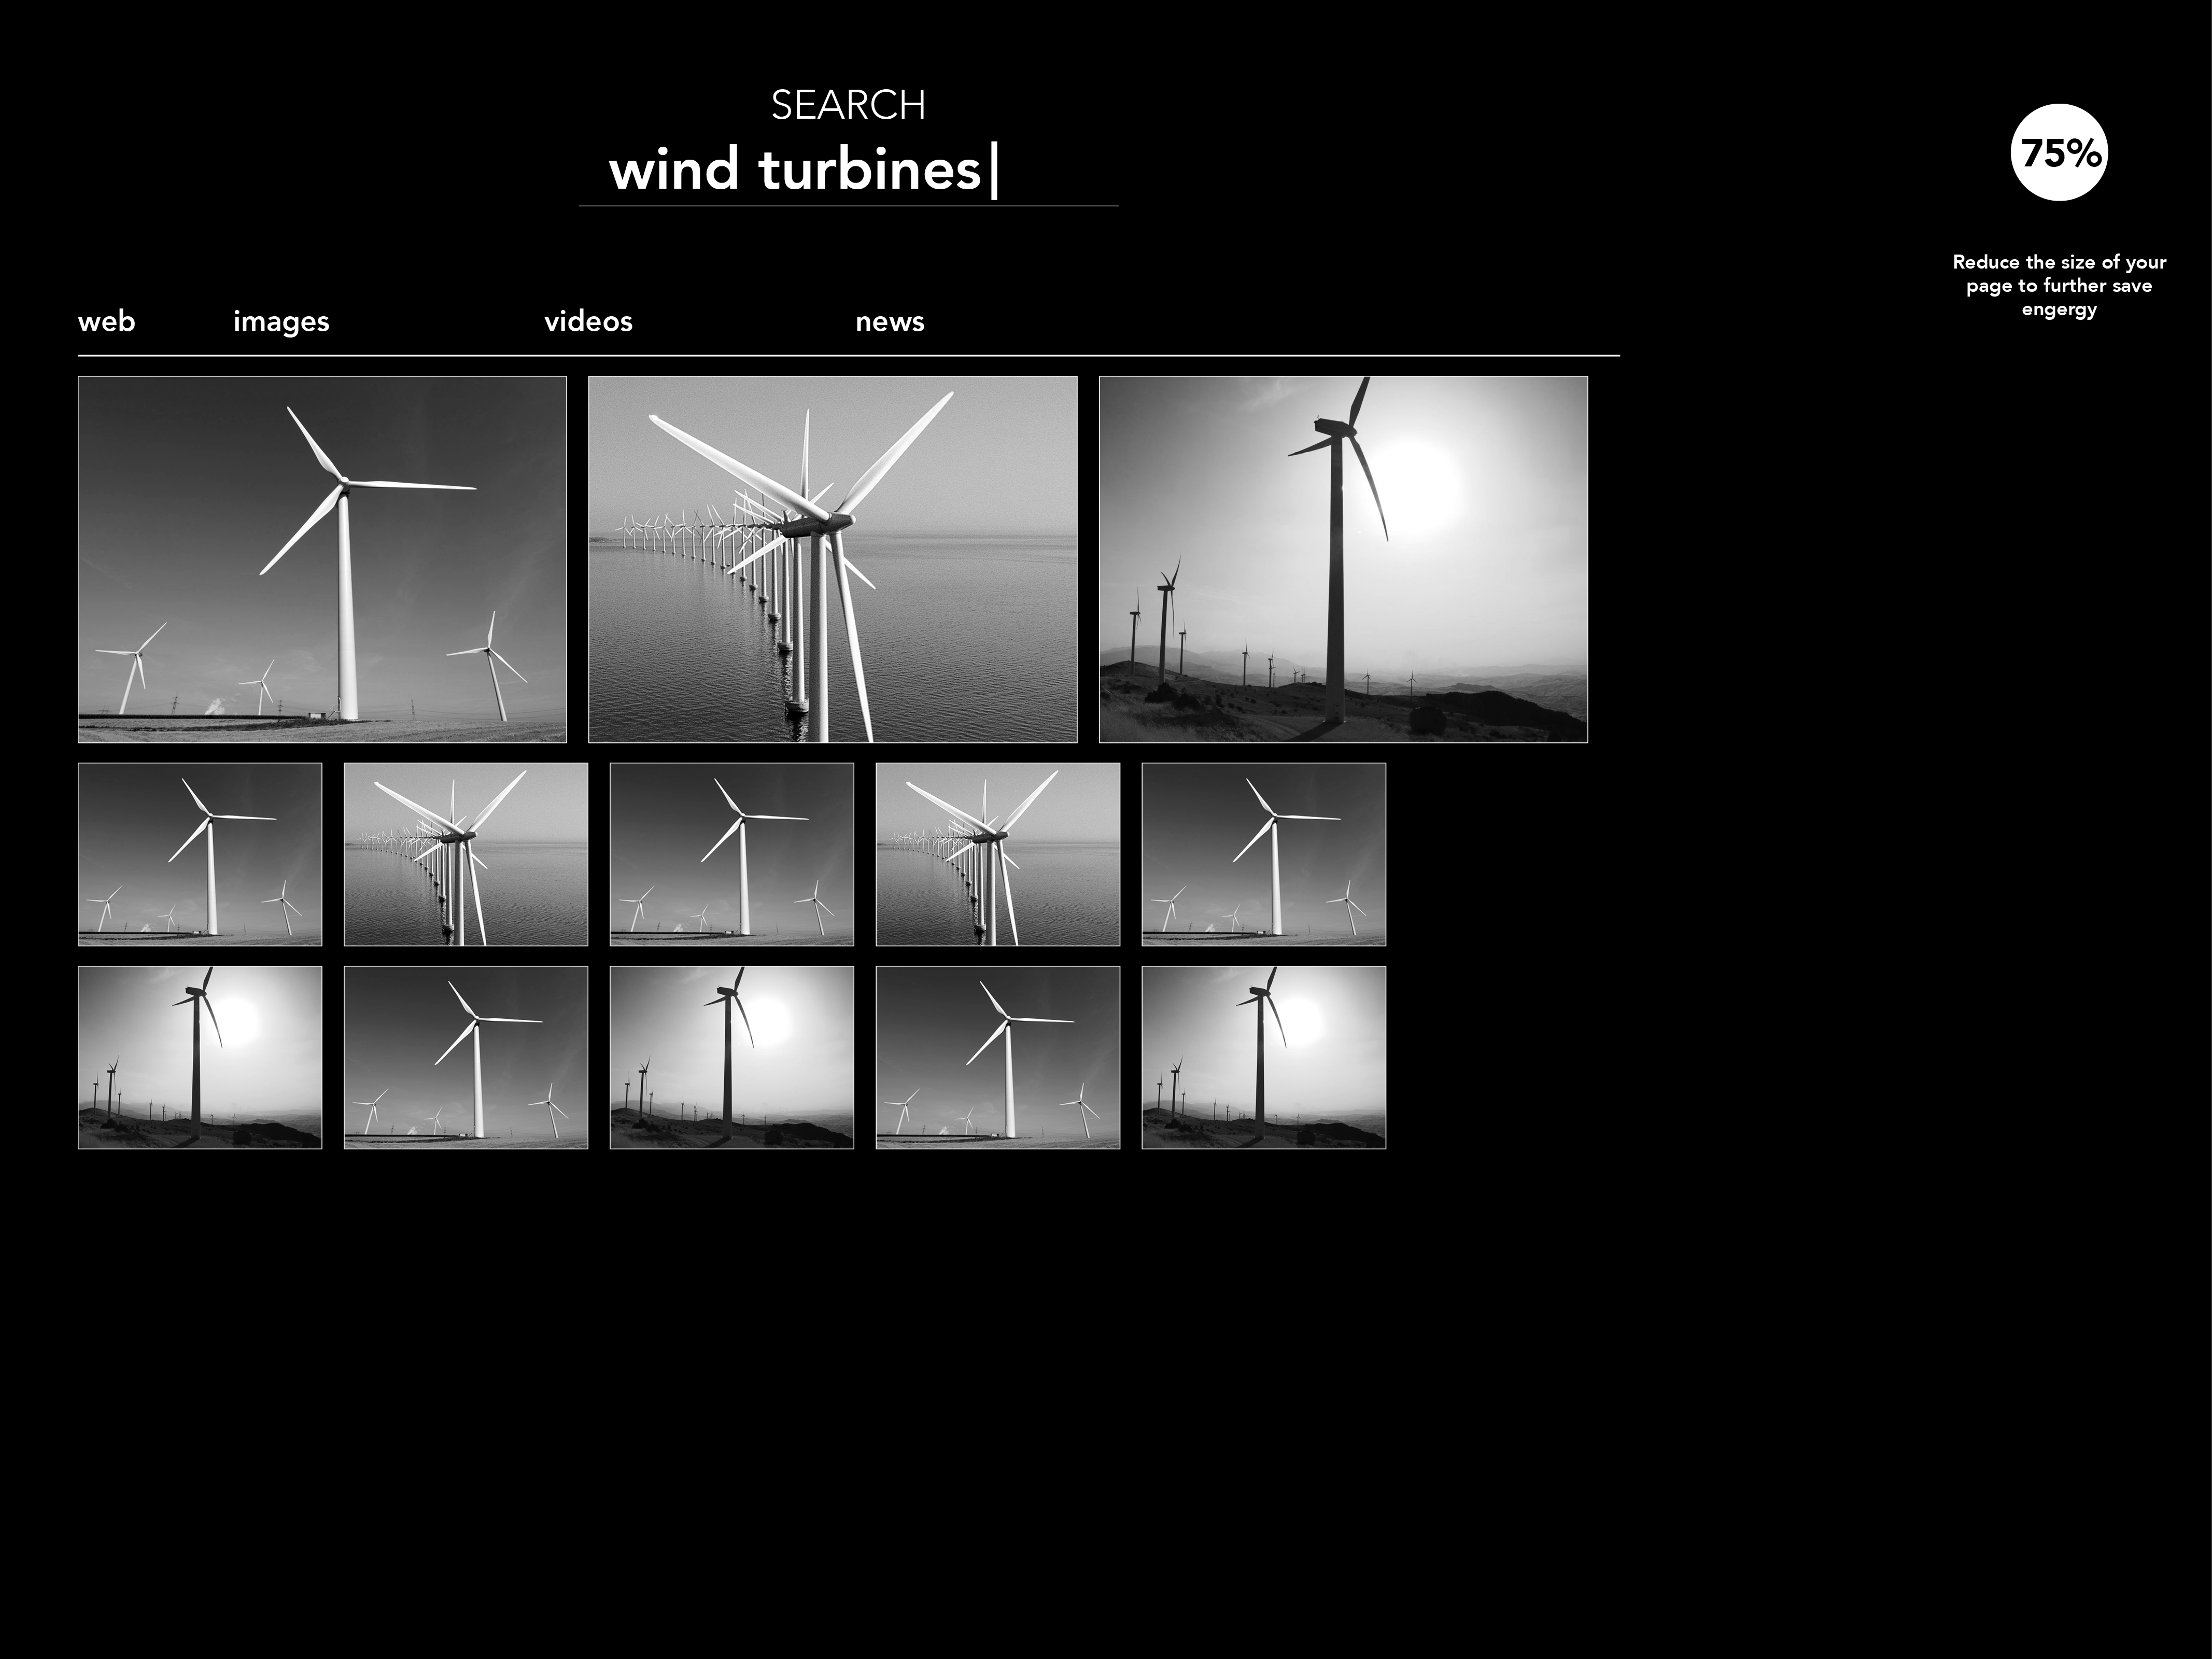 SEARCH
wind turbines|
75%
Reduce the size of your
page to further save
engergy
web images videos news